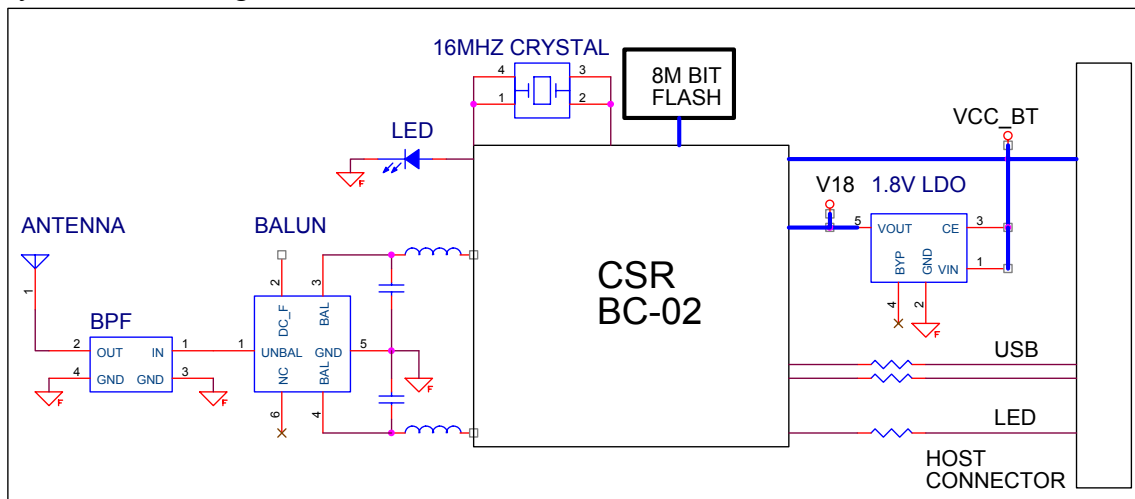 16MHZ CRYSTAL
4
3
1
2
8M BIT
FLASH
VCC_BT
LED
V18
1.8V LDO
5
VOUT
CE
3
BYP
GND
VIN
1
4
2
ANTENNA
1
BALUN
2
3
DC_F
BAL
1
UNBAL
GND
5
NC
BAL
6
4
BPF
2
OUT
IN
1
4
GND
GND
3
F
F
F
F
F
CSR
BC-02
USB
LED
HOST
CONNECTOR